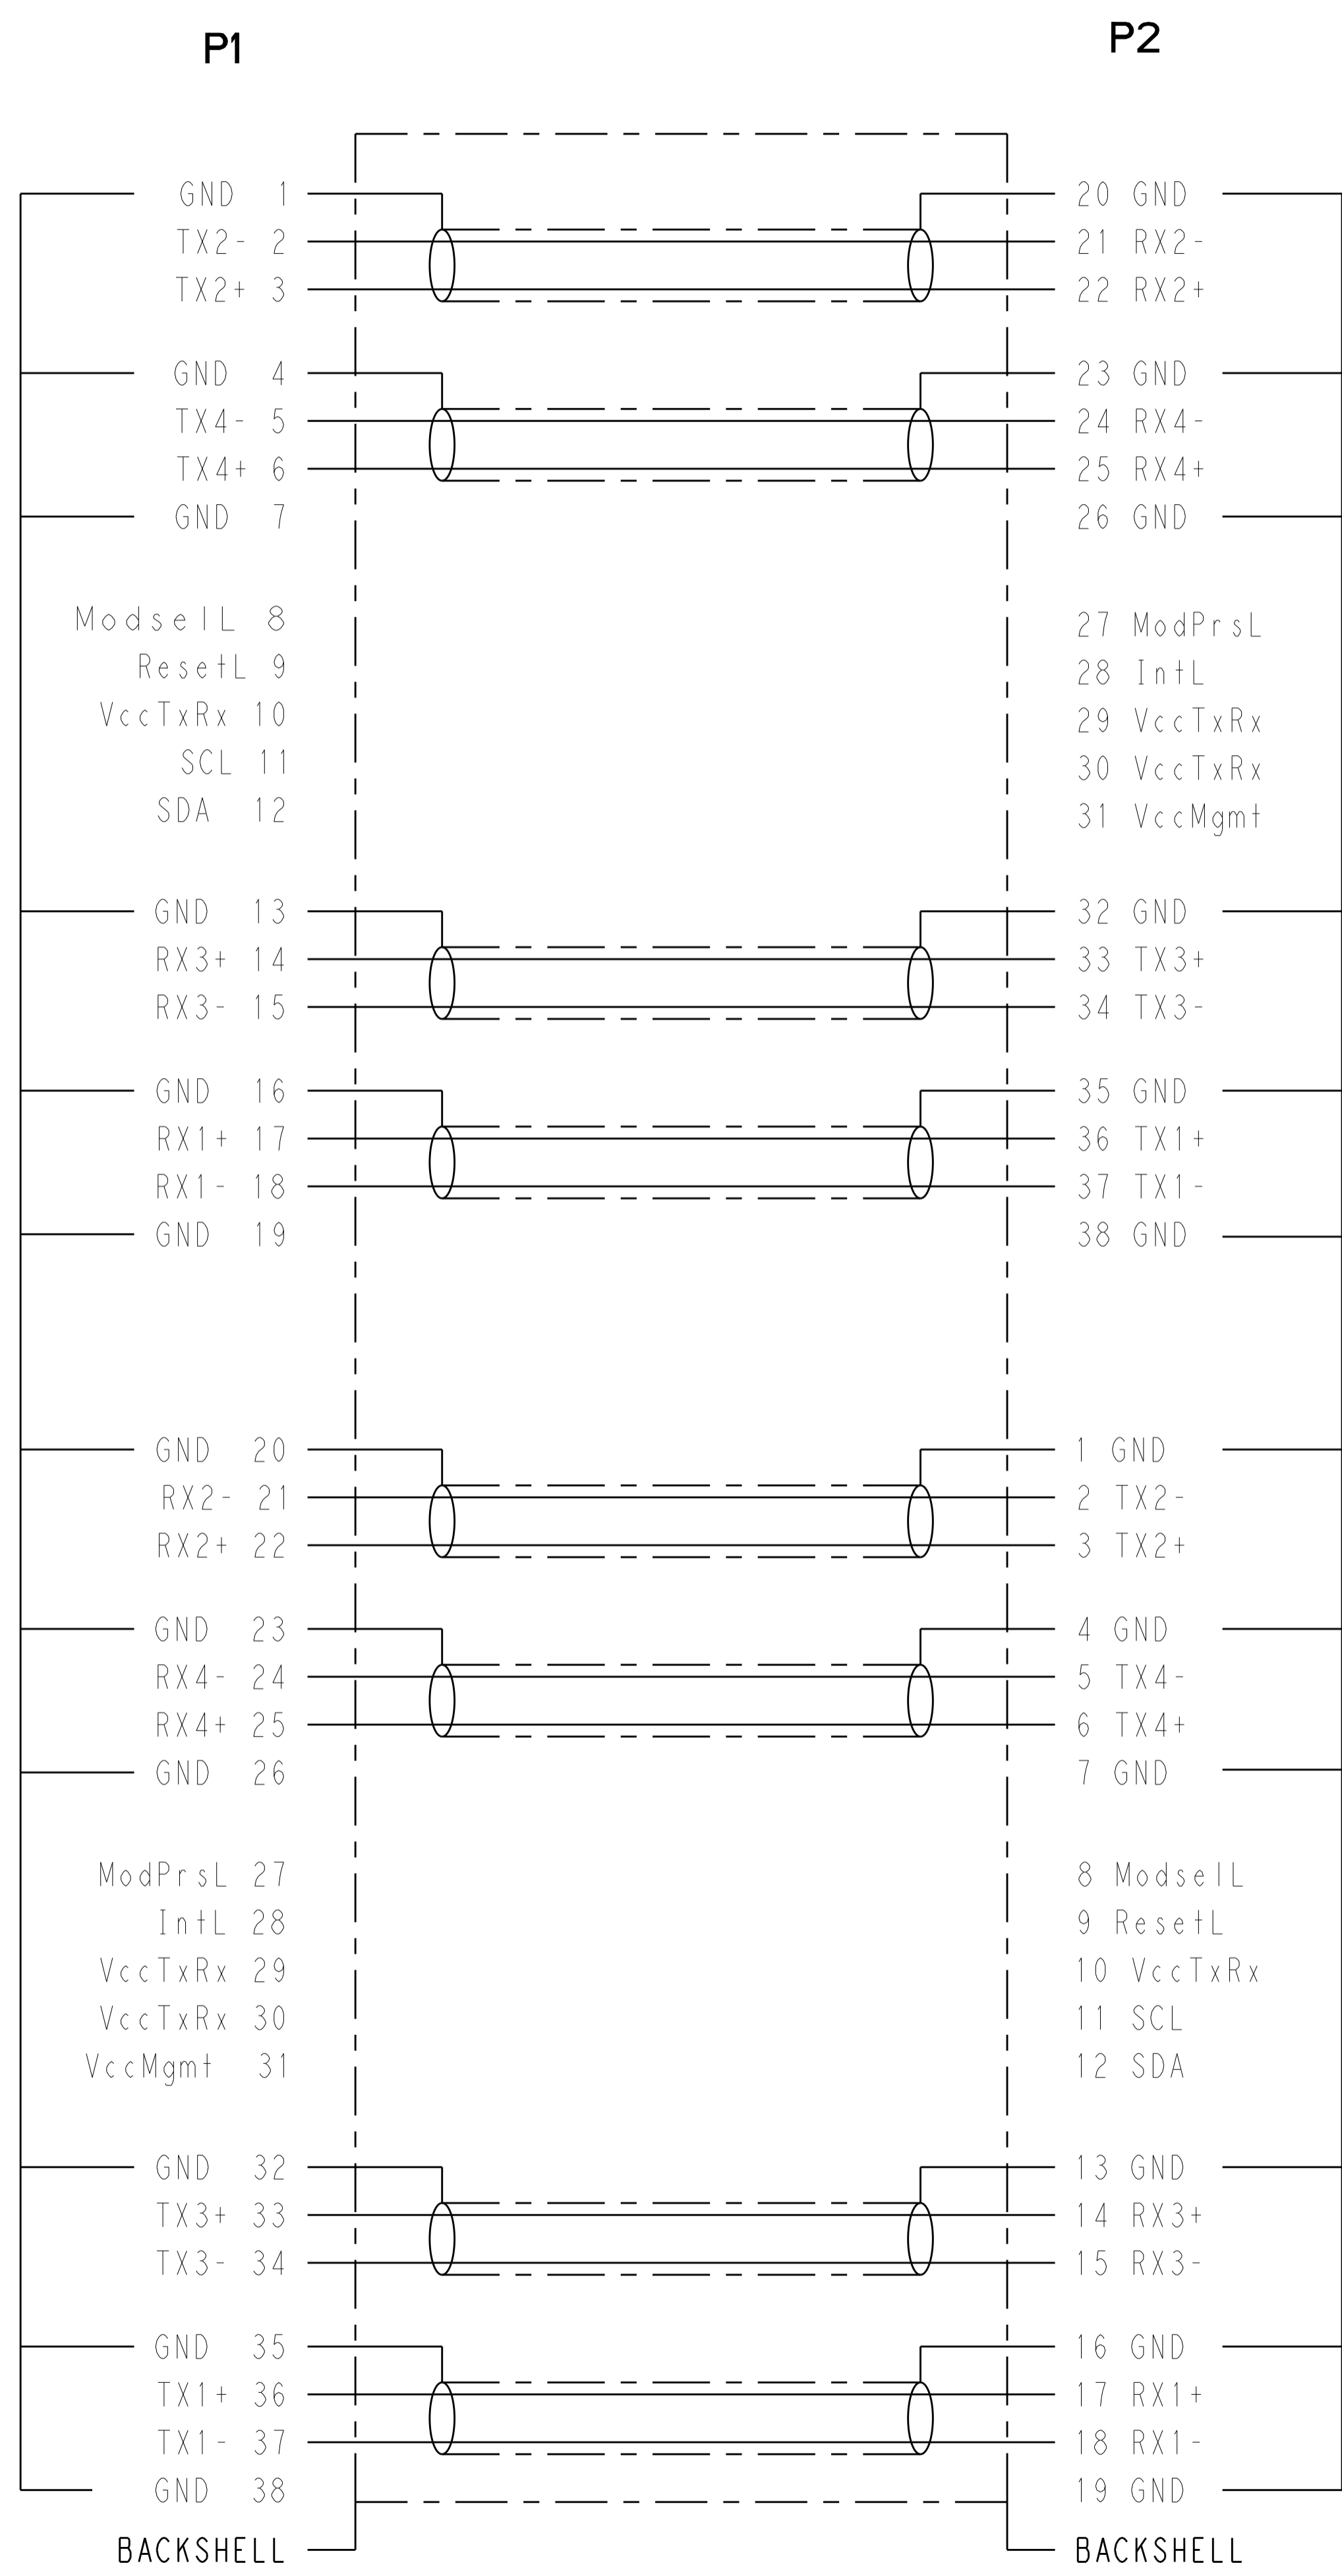 P1 P2
GND 1 20 GND
TX2- 2 21 RX2-
TX2+ 3 22 RX2+
GND 4 23 GND
TX4- 5 24 RX4-
TX4+ 6 25 RX4+
GND 7 26 GND
ModselL 8 27 ModPrsL
ResetL 9 28 IntL
VccTxRx 10 29 VccTxRx
SCL 11 30 VccTxRx
SDA 12 31 VccMgmt
GND 13 32 GND
RX3+ 14 33 TX3+
RX3- 15 34 TX3-
GND 16 35 GND
RX1+ 17 36 TX1+
RX1- 18 37 TX1-
GND 19 38 GND
GND 20 1 GND
RX2- 21 2 TX2-
RX2+ 22 3 TX2+
GND 23 4 GND
RX4- 24 5 TX4-
RX4+ 25 6 TX4+
GND 26 7 GND
ModPrsL 27 8 ModselL
IntL 28 9 ResetL
VccTxRx 29 10 VccTxRx
VccTxRx 30 11 SCL
VccMgmt 31 12 SDA
GND 32 13 GND
TX3+ 33 14 RX3+
TX3- 34 15 RX3-
GND 35 16 GND
TX1+ 36 17 RX1+
TX1- 37 18 RX1-
GND 38 19 GND
BACKSHELL BACKSHELL